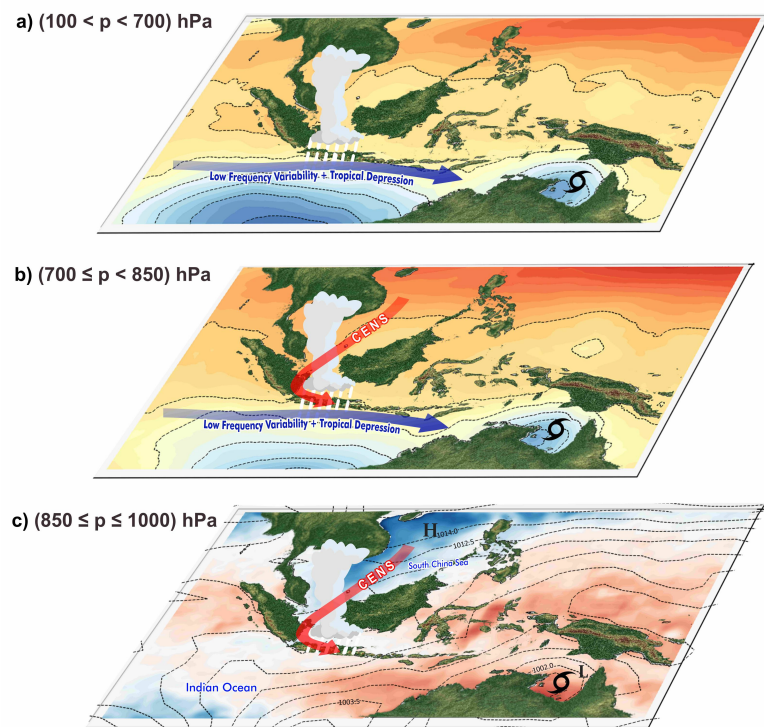 a) (100 < p < 700) hPa
Low Frequency Variability + Tropical Depression
b) (700 ≤ p < 850) hPa
CENS
Low Frequency Variability + Tropical Depression
c) (850 ≤ p ≤ 1000) hPa
H
1014.0
1012.5
South China Sea
CENS
L
1002.0
Indian Ocean
1003.5